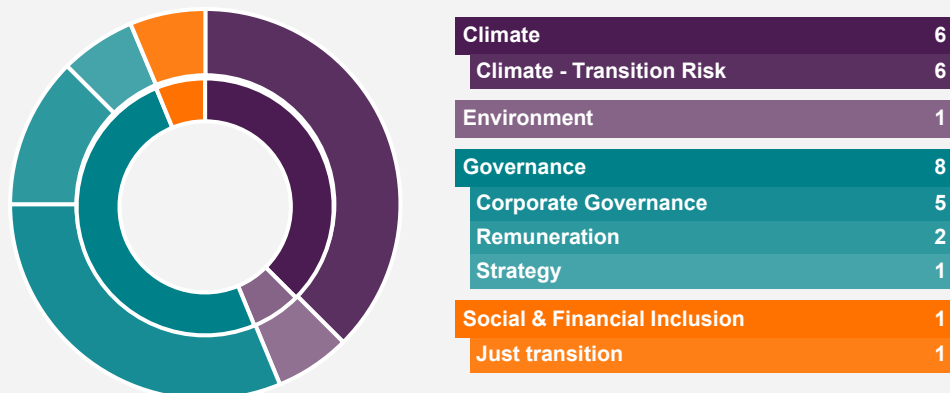 Climate 6
Climate - Transition Risk 6
Environment 1
Governance 8
Corporate Governance 5
Remuneration 2
Strategy 1
Social & Financial Inclusion 1
Just transition 1